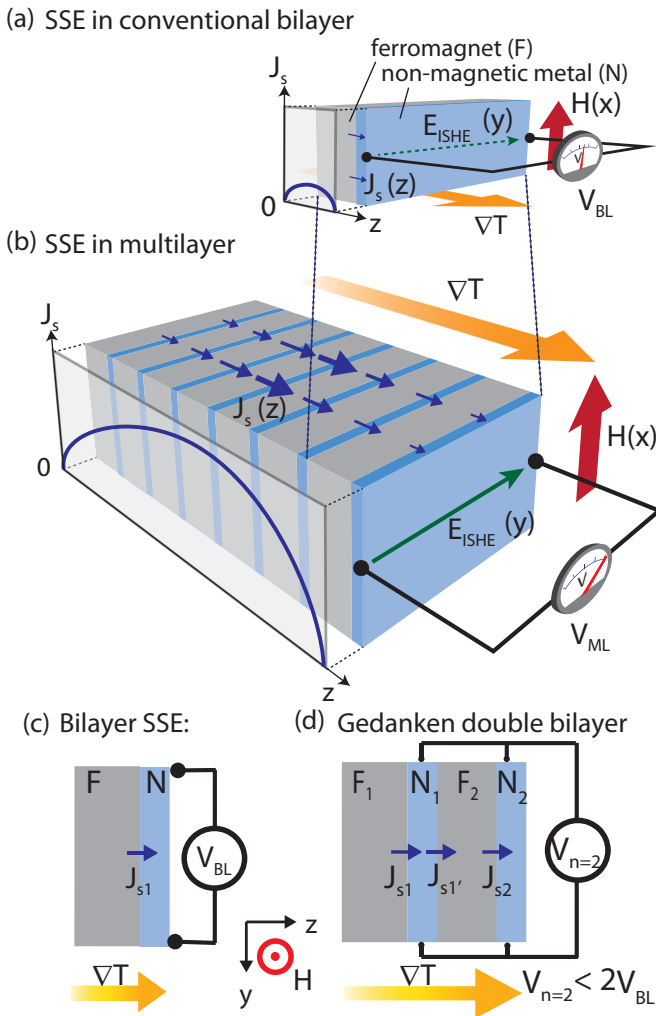 (a) SSE in conventional bilayer
ferromagnet (F)
non-magnetic metal (N)
J_s
H(x)
E_ISHE (y)
V
J_s (z)
V_BL
0
z
∇T
(b) SSE in multilayer
∇T
J_s
J_s (z)
H(x)
0
E_ISHE (y)
V
V_ML
z
(c) Bilayer SSE:
(d) Gedanken double bilayer
F N
F_1 N_1 F_2 N_2
V_BL
V_n=2
J_s1
J_s1 J_s1' J_s2
z
H
y
∇T
∇T
V_n=2 < 2V_BL